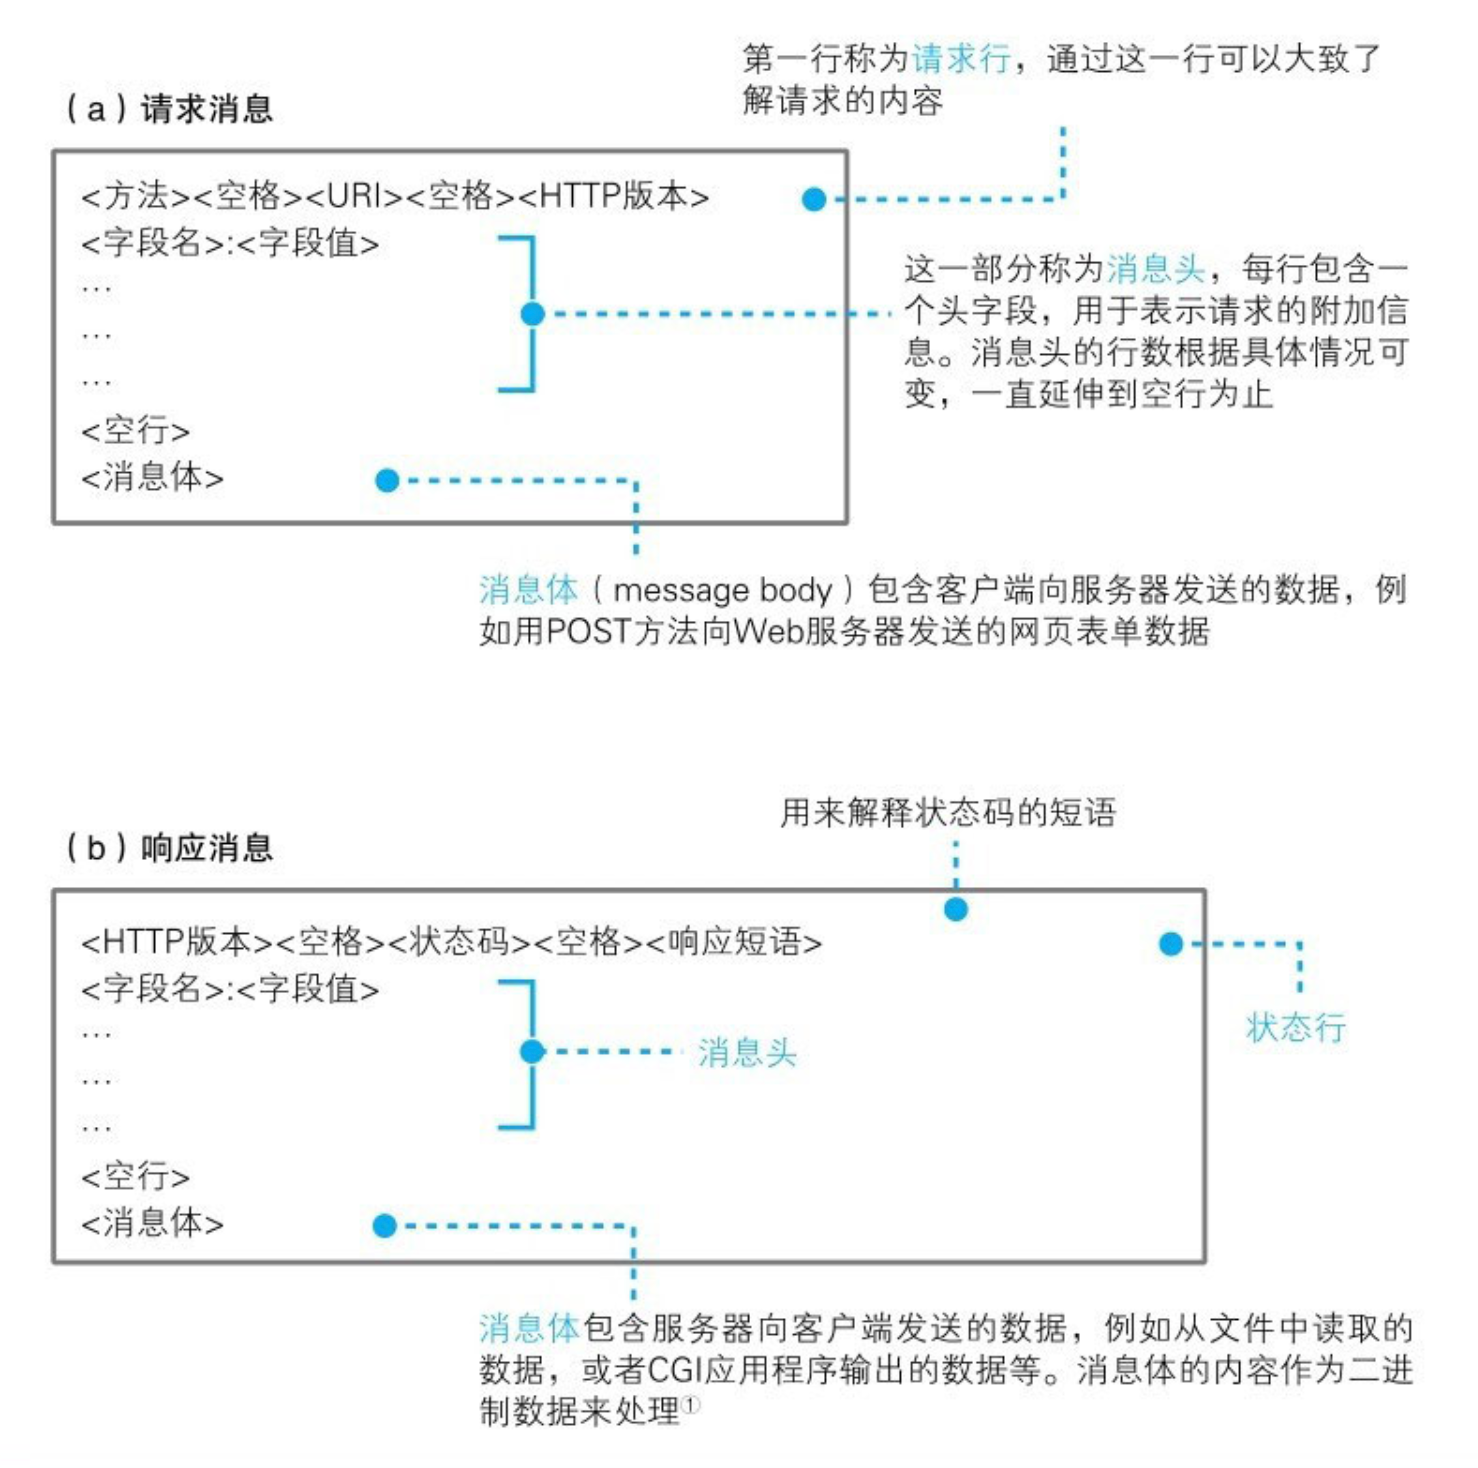 第一行称为请求行，通过这一行可以大致了
解请求的内容
（a）请求消息
<方法><空格><URI><空格><HTTP版本>
<字段名>:<字段值>
…
…
…
<空行>
<消息体>
这一部分称为消息头，每行包含一
个头字段，用于表示请求的附加信
息。消息头的行数根据具体情况可
变，一直延伸到空行为止
消息体（message body）包含客户端向服务器发送的数据，例
如用POST方法向Web服务器发送的网页表单数据
用来解释状态码的短语
（b）响应消息
<HTTP版本><空格><状态码><空格><响应短语>
<字段名>:<字段值>
…
…
…
<空行>
<消息体>
状态行
消息头
消息体包含服务器向客户端发送的数据，例如从文件中读取的
数据，或者CGI应用程序输出的数据等。消息体的内容作为二进
制数据来处理①